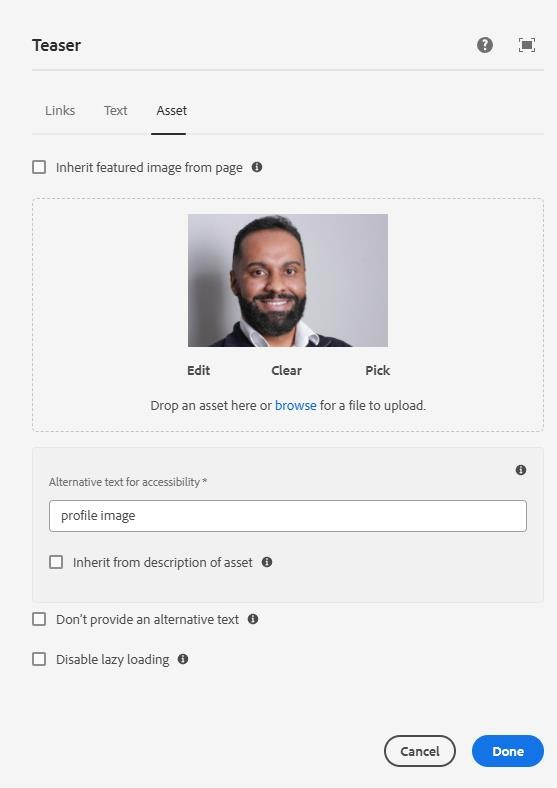 Teaser
Links Text Asset
Inherit featured image from page
Edit Clear Pick
Drop an asset here or browse for a file to upload.
Alternative text for accessibility *
profile image
Inherit from description of asset
Don't provide an alternative text
Disable lazy loading
Cancel Done